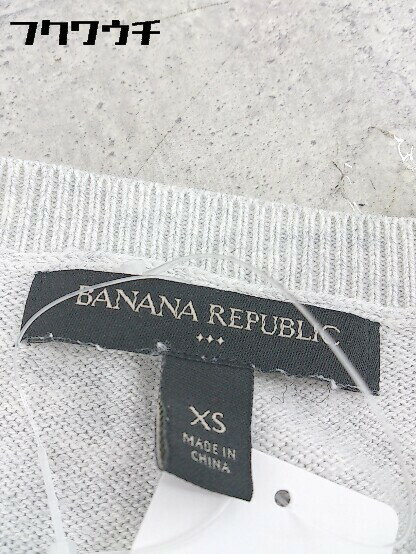 フクワウチ
BANANA REPUBLIC
XS
MADE IN
CHINA